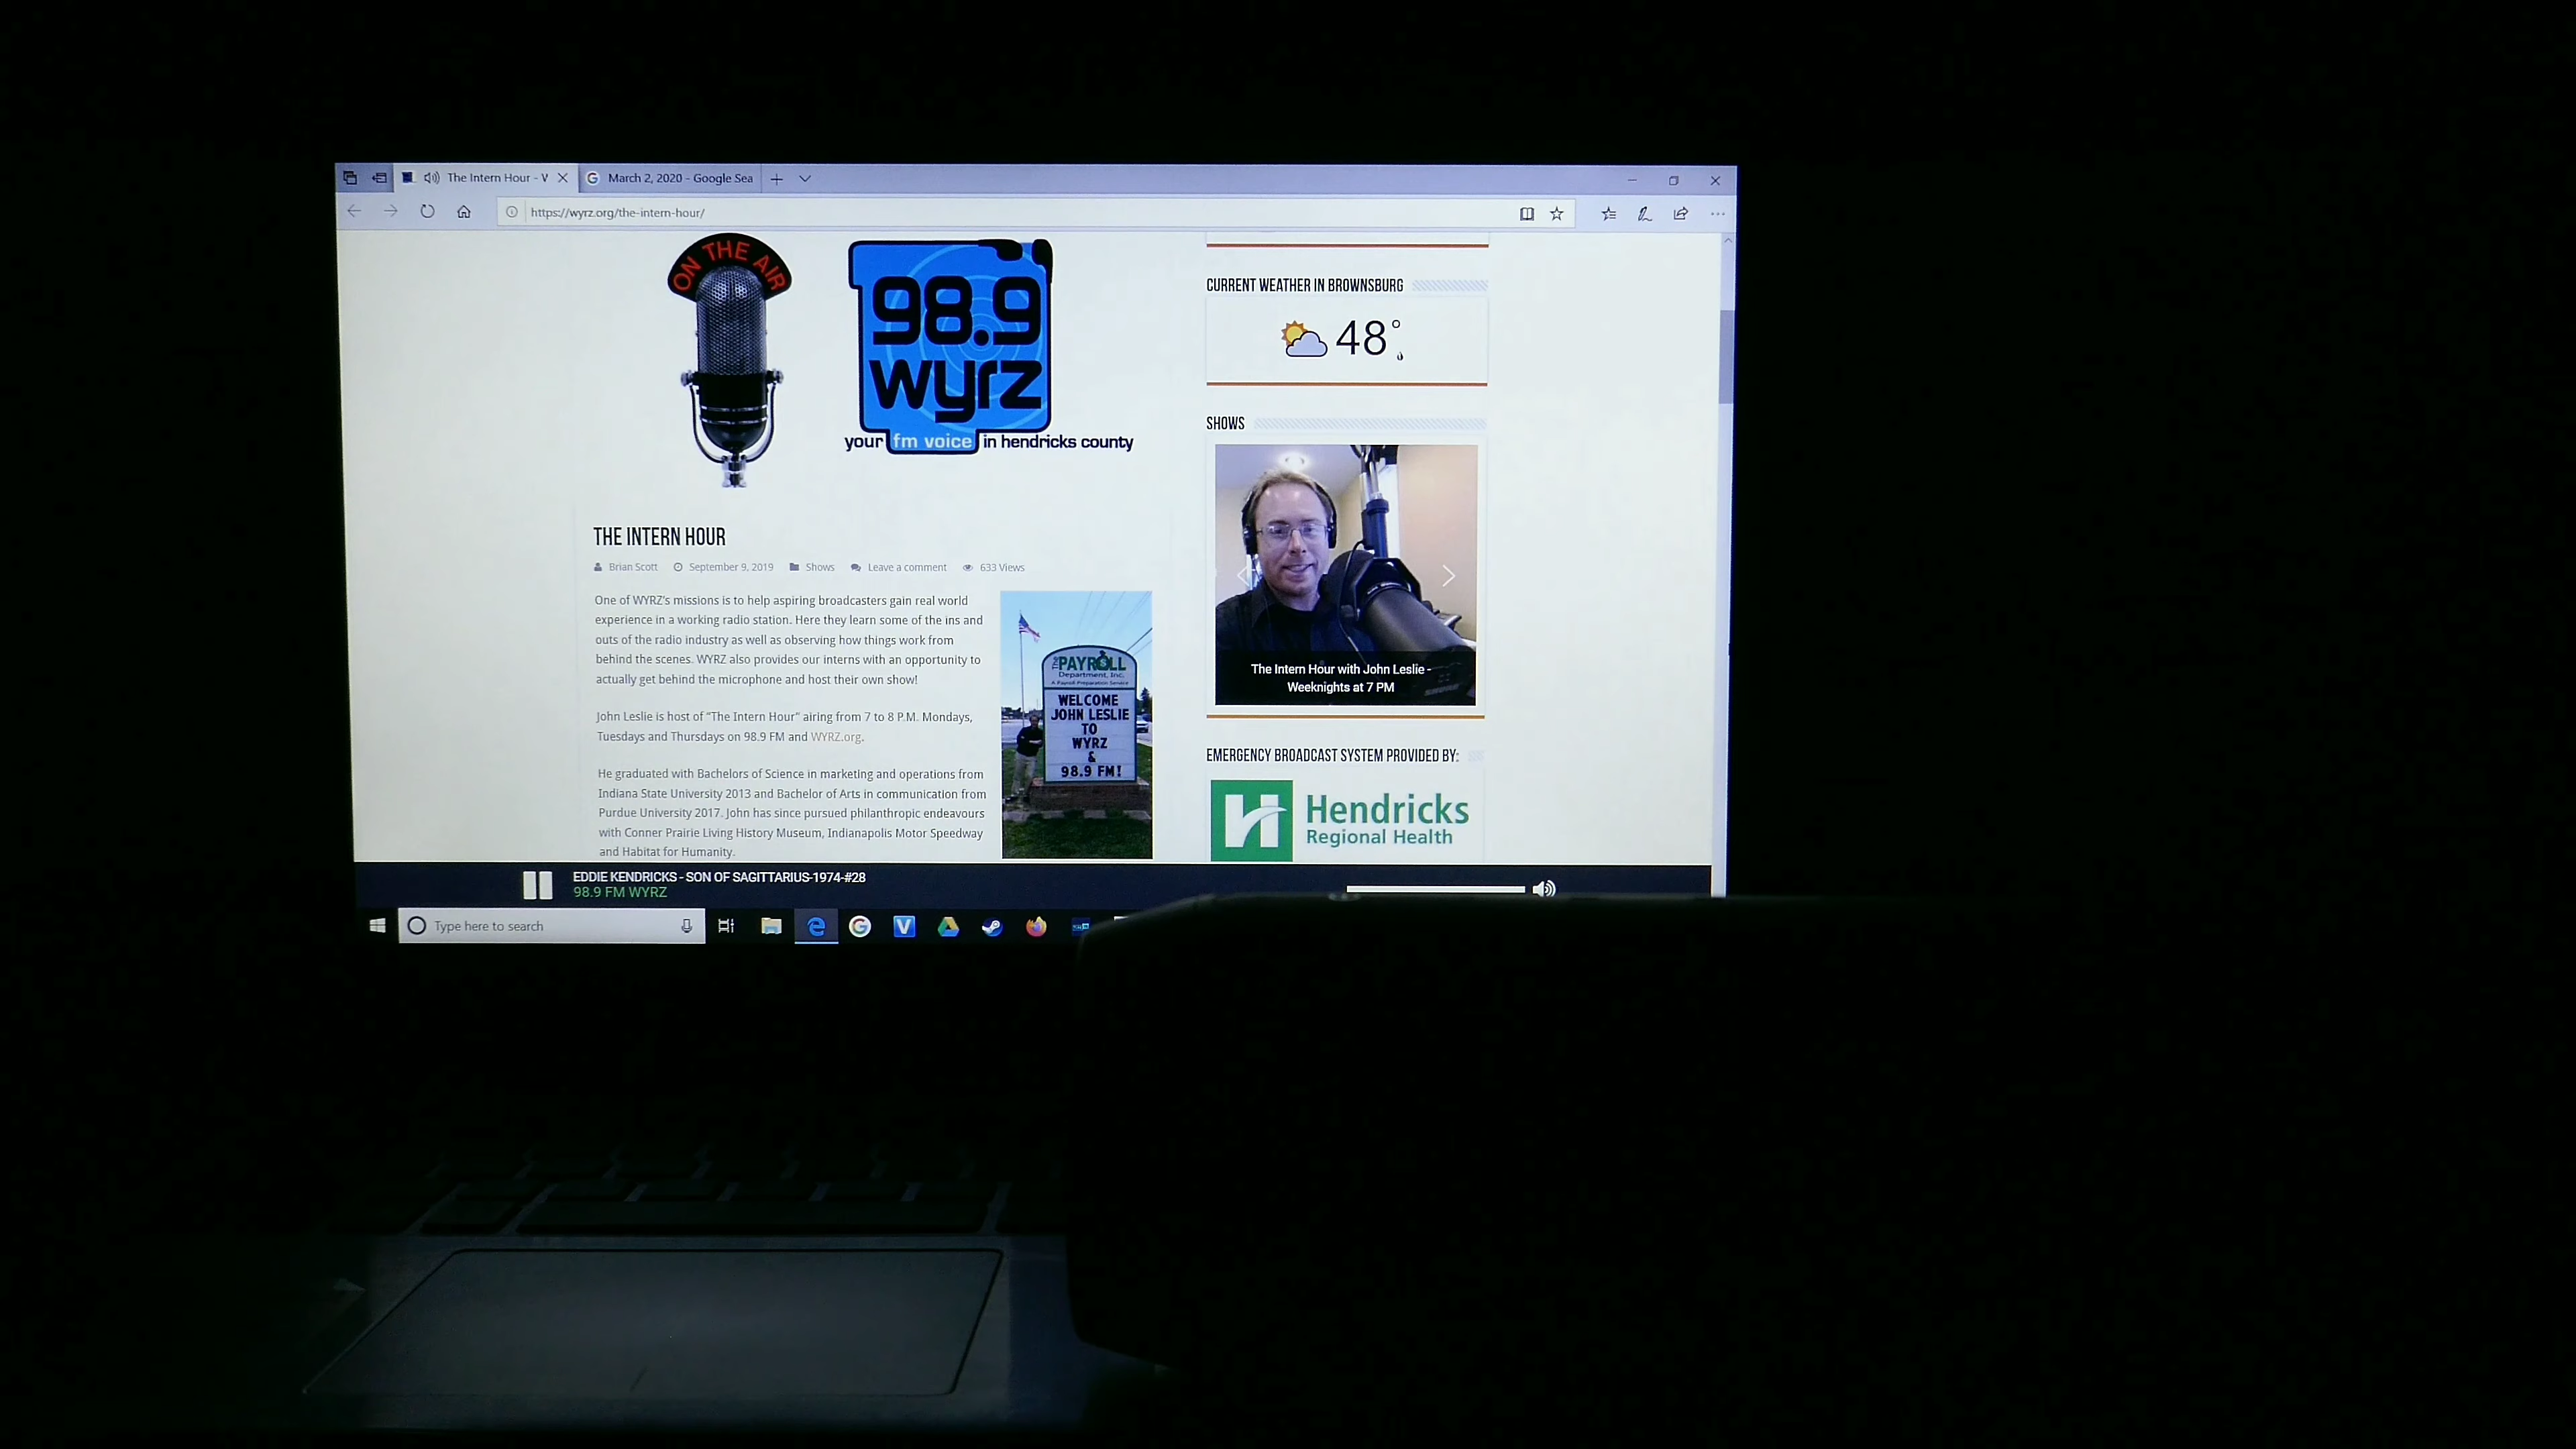 The Intern Hour - W
March 2, 2020 - Google Sea
https://wyrz.org/the-intern-hour/
ON THE AIR
98.9
wyrz
your fm voice in hendricks county
THE INTERN HOUR
Brian Scott September 9, 2019 Shows Leave a comment 633 Views
One of WYRZ's missions is to help aspiring broadcasters gain real world
experience in a working radio station. Here they learn some of the ins and
outs of the radio industry as well as observing how things work from
behind the scenes. WYRZ also provides our interns with an opportunity to
actually get behind the microphone and host their own show!
John Leslie is host of "The Intern Hour" airing from 7 to 8 P.M. Mondays,
Tuesdays and Thursdays on 98.9 FM and WYRZ.org.
He graduated with Bachelors of Science in marketing and operations from
Indiana State University 2013 and Bachelor of Arts in communication from
Purdue University 2017. John has since pursued philanthropic endeavours
with Conner Prairie Living History Museum, Indianapolis Motor Speedway
and Habitat for Humanity.
The
PAYROLL
Department, Inc.
A Payroll Preparation Service
WELCOME
JOHN LESLIE
TO
WYRZ
&
98.9 FM!
CURRENT WEATHER IN BROWNSBURG
48°
SHOWS
The Intern Hour with John Leslie -
Weeknights at 7 PM
EMERGENCY BROADCAST SYSTEM PROVIDED BY:
H Hendricks
Regional Health
EDDIE KENDRICKS - SON OF SAGITTARIUS-1974-#28
98.9 FM WYRZ
Type here to search